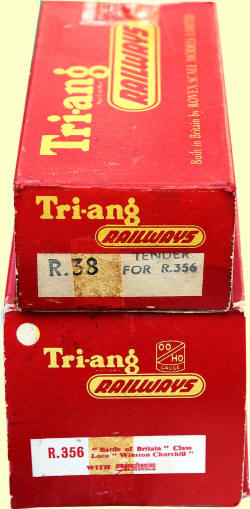 Tri-ang
RAILWAYS
Built in Britain by ROVEX SCALE MODELS LIMITED
Tri-ang
RAILWAYS
R.38
TENDER
FOR R.356
Tri-ang
OO
HO
GAUGE
RAILWAYS
R.356
"Battle of Britain" Class
Loco "Winston Churchill"
WITH magnadhesion